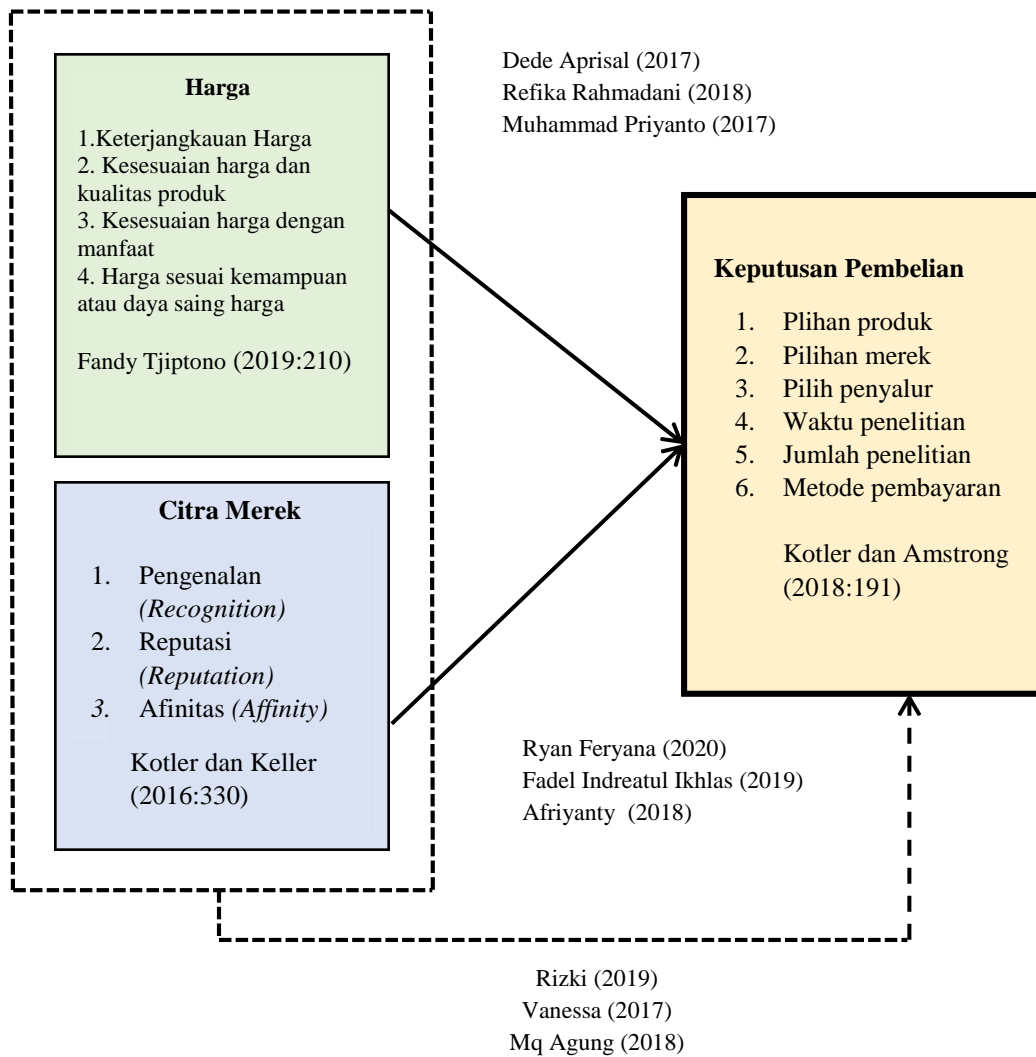 Harga
1.Keterjangkauan Harga
2. Kesesuaian harga dan
kualitas produk
3. Kesesuaian harga dengan
manfaat
4. Harga sesuai kemampuan
atau daya saing harga
Fandy Tjiptono (2019:210)
Citra Merek
1. Pengenalan
(Recognition)
2. Reputasi
(Reputation)
3. Afinitas (Affinity)
Kotler dan Keller
(2016:330)
Dede Aprisal (2017)
Refika Rahmadani (2018)
Muhammad Priyanto (2017)
Keputusan Pembelian
1. Plihan produk
2. Pilihan merek
3. Pilih penyalur
4. Waktu penelitian
5. Jumlah penelitian
6. Metode pembayaran
Kotler dan Amstrong
(2018:191)
Ryan Feryana (2020)
Fadel Indreatul Ikhlas (2019)
Afriyanty (2018)
Rizki (2019)
Vanessa (2017)
Mq Agung (2018)